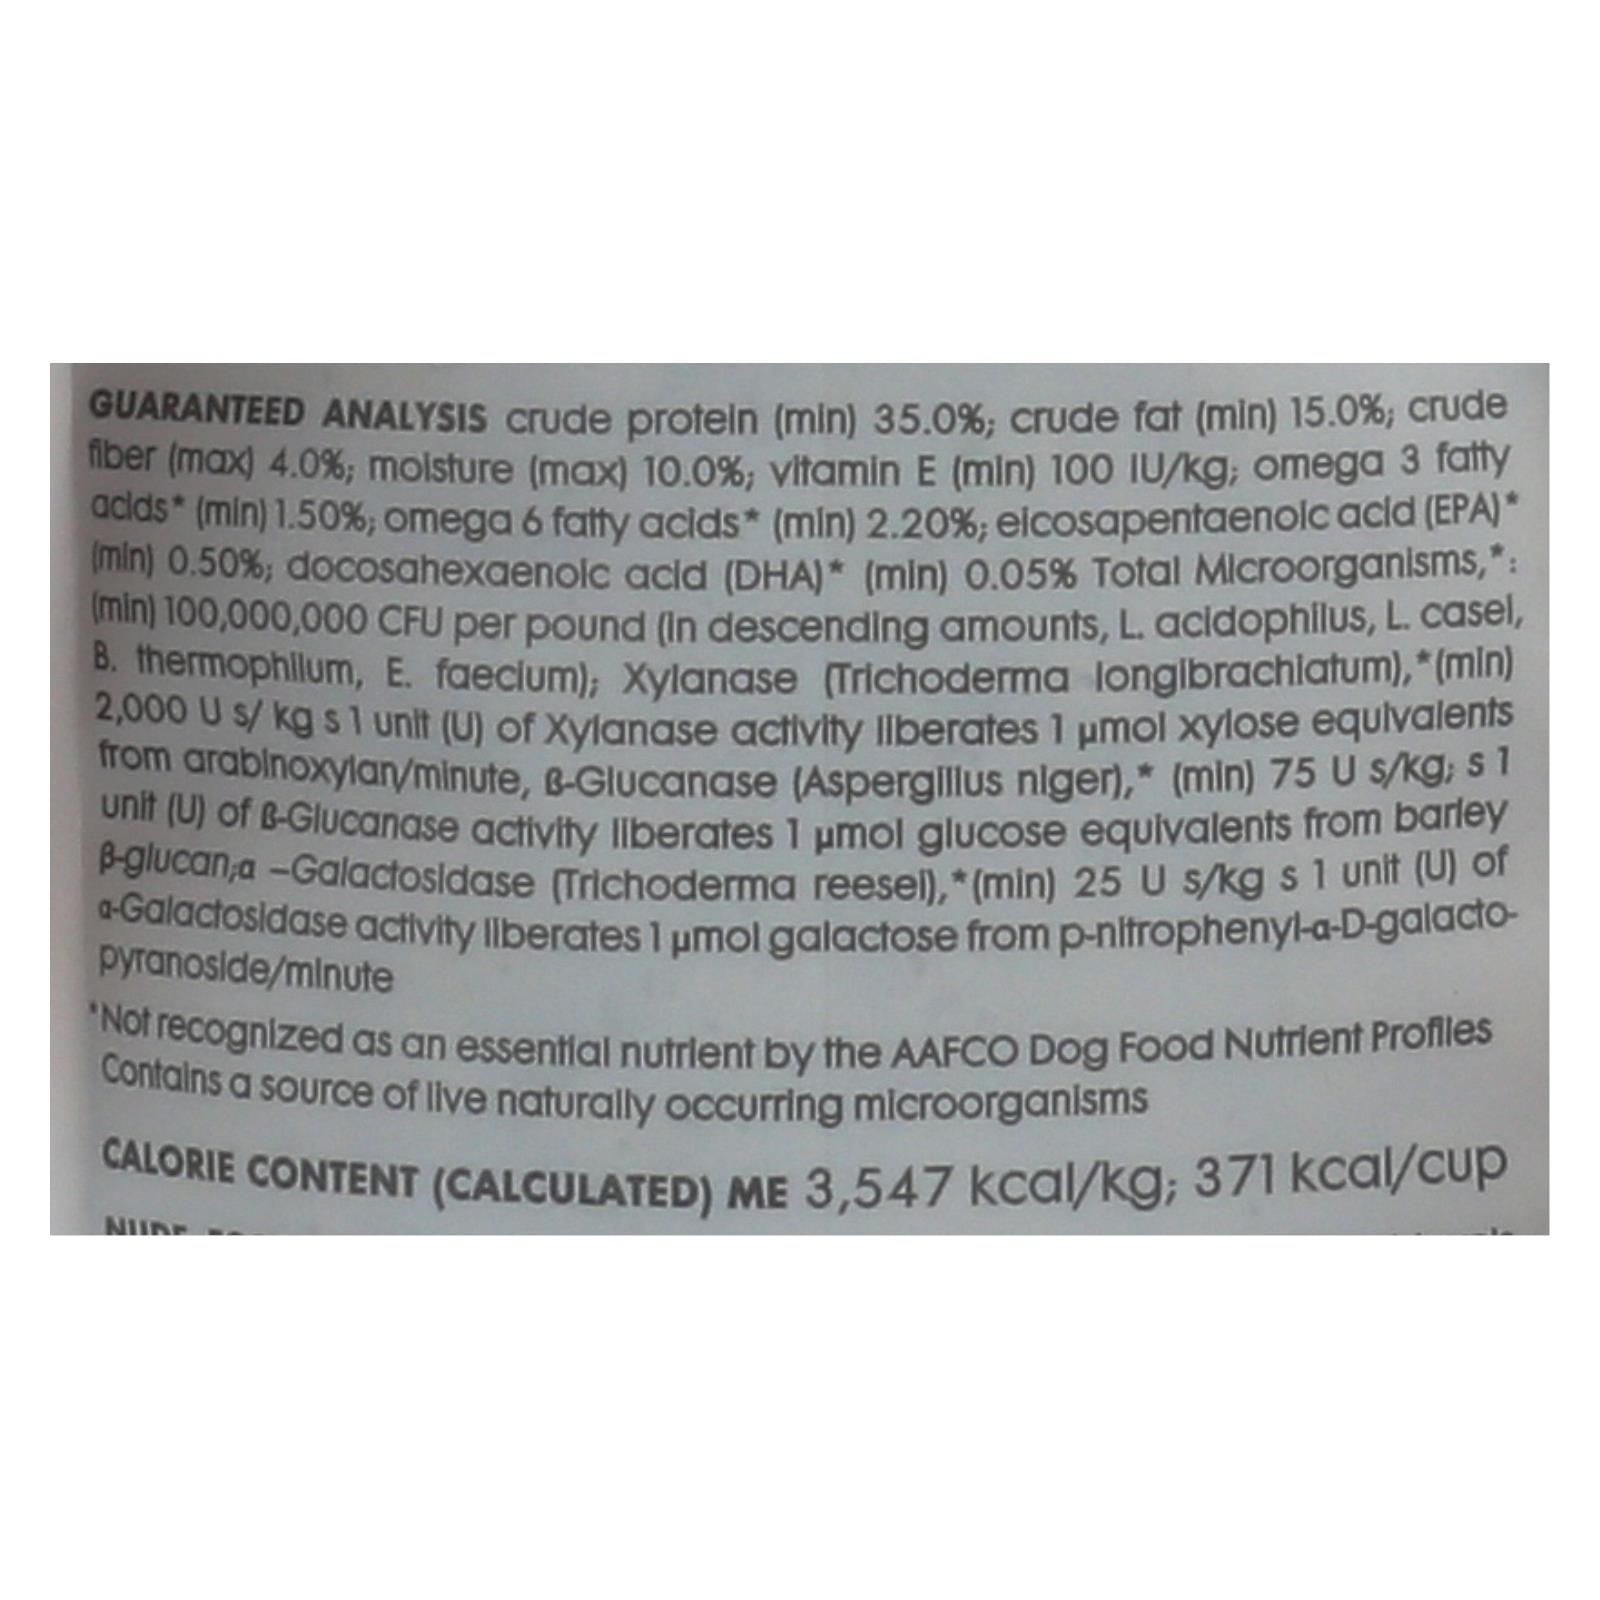 GUARANTEED ANALYSIS crude protein (min) 35.0%; crude fat (min) 15.0%; crude
fiber (max) 4.0%; moisture (max) 10.0%; vitamin E (min) 100 IU/kg; omega 3 fatty
acids* (min) 1.50%; omega 6 fatty acids* (min) 2.20%; eicosapentaenoic acid (EPA)*
(min) 0.50%; docosahexaenoic acid (DHA)* (min) 0.05% Total Microorganisms,*:
(min) 100,000,000 CFU per pound (in descending amounts, L. acidophilus, L. casei,
B. thermophilum, E. faecium); Xylanase (Trichoderma longibrachiatum),*(min)
2,000 U s/ kg s 1 unit (U) of Xylanase activity liberates 1 µmol xylose equivalents
from arabinoxylan/minute, ß-Glucanase (Aspergillus niger),* (min) 75 U s/kg; s 1
unit (U) of ß-Glucanase activity liberates 1 µmol glucose equivalents from barley
β-glucan;α –Galactosidase (Trichoderma reesei),*(min) 25 U s/kg s 1 unit (U) of
α-Galactosidase activity liberates 1 µmol galactose from p-nitrophenyl-α-D-galacto-
pyranoside/minute
*Not recognized as an essential nutrient by the AAFCO Dog Food Nutrient Profiles
Contains a source of live naturally occurring microorganisms
CALORIE CONTENT (CALCULATED) ME 3,547 kcal/kg; 371 kcal/cup